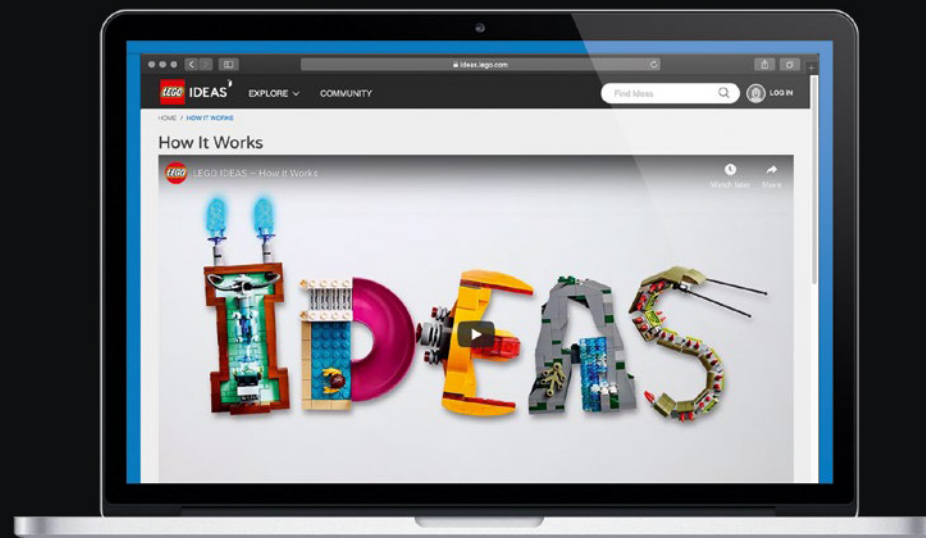 ideas.lego.com
LEGO IDEAS EXPLORE COMMUNITY Find Ideas LOG IN
HOME / HOW IT WORKS
How It Works
LEGO LEGO IDEAS – How It Works
Watch later Share
IDEAS